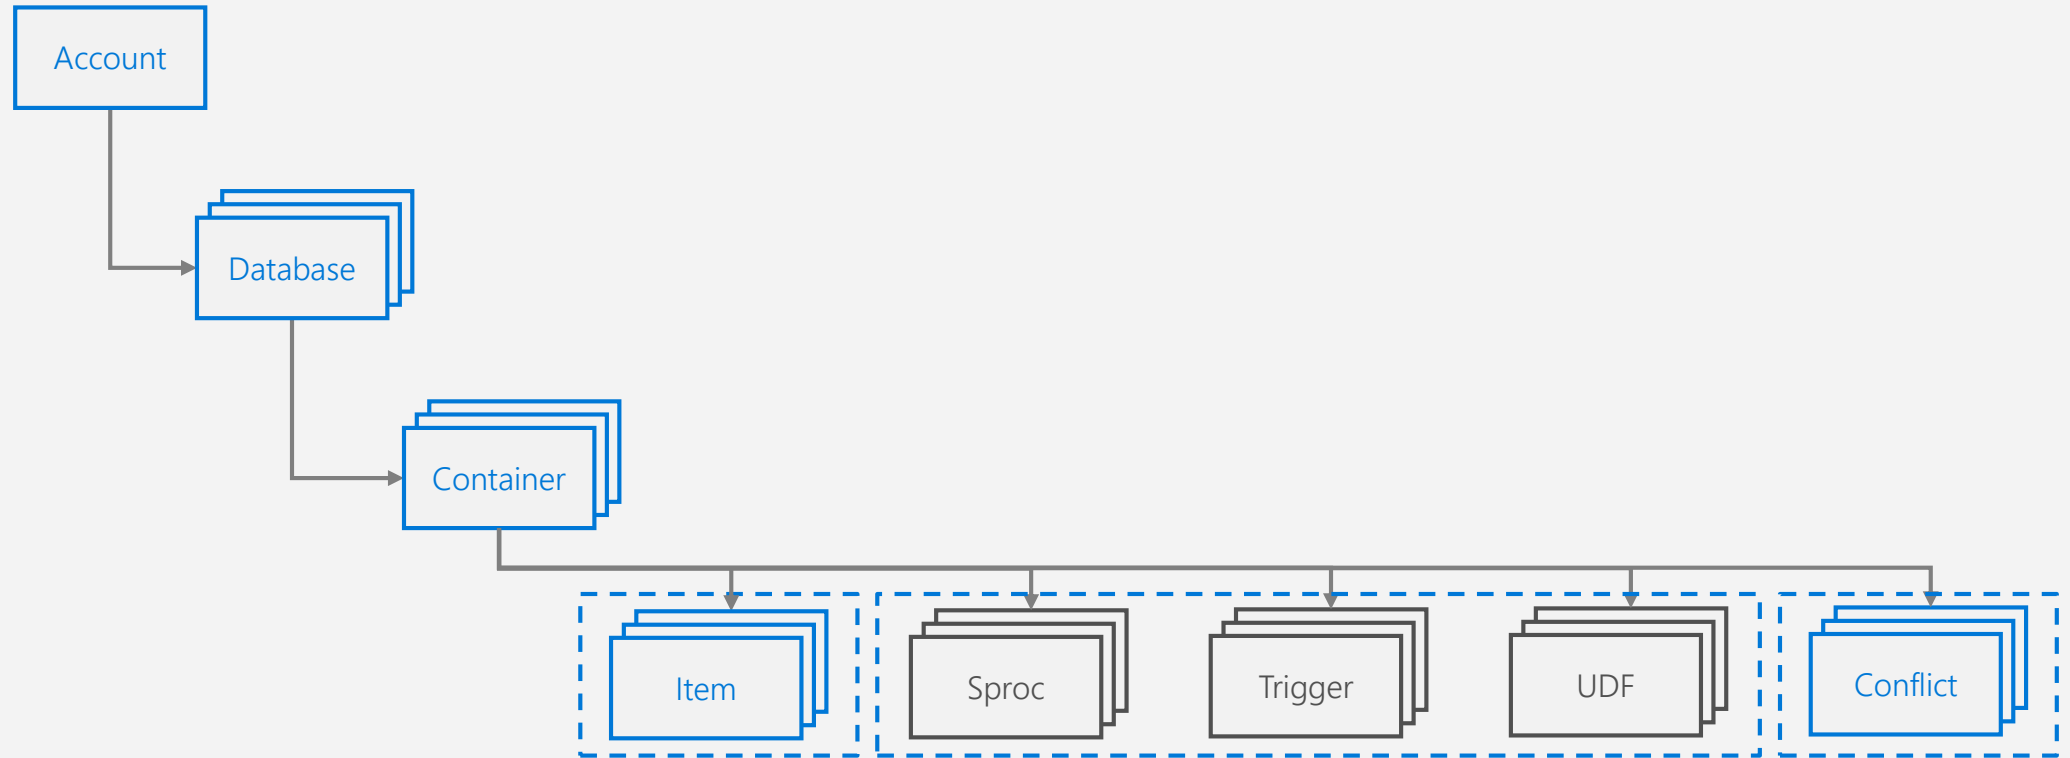 Account
Database
Container
Item
Sproc
Trigger
UDF
Conflict